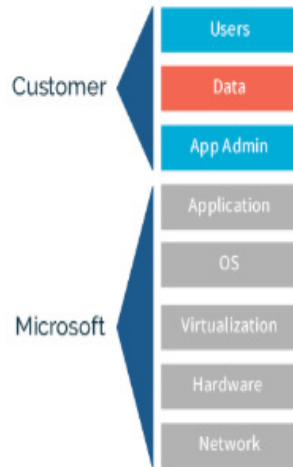 Customer
Users
Data
App Admin
Microsoft
Application
OS
Virtualization
Hardware
Network